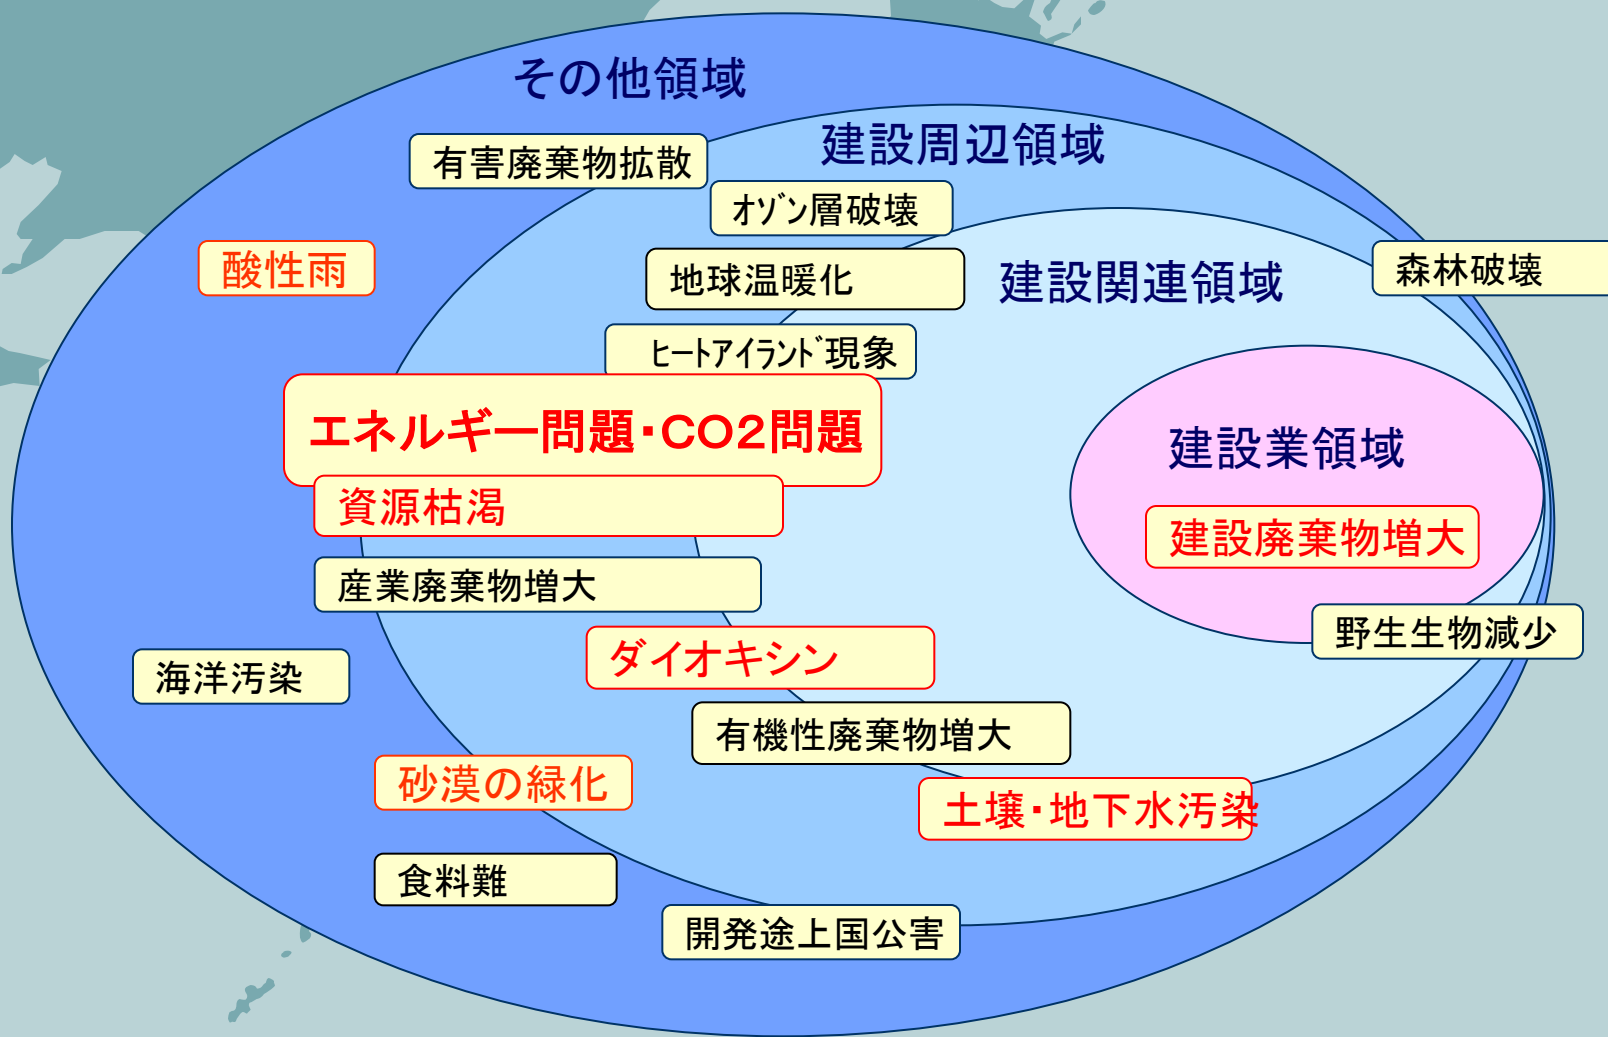 その他領域
建設周辺領域
有害廃棄物拡散
オゾン層破壊
酸性雨
地球温暖化
建設関連領域
森林破壊
ヒートアイランド現象
エネルギー問題・CO2問題
建設業領域
資源枯渇
建設廃棄物増大
産業廃棄物増大
野生生物減少
ダイオキシン
海洋汚染
有機性廃棄物増大
砂漠の緑化
土壌・地下水汚染
食料難
開発途上国公害